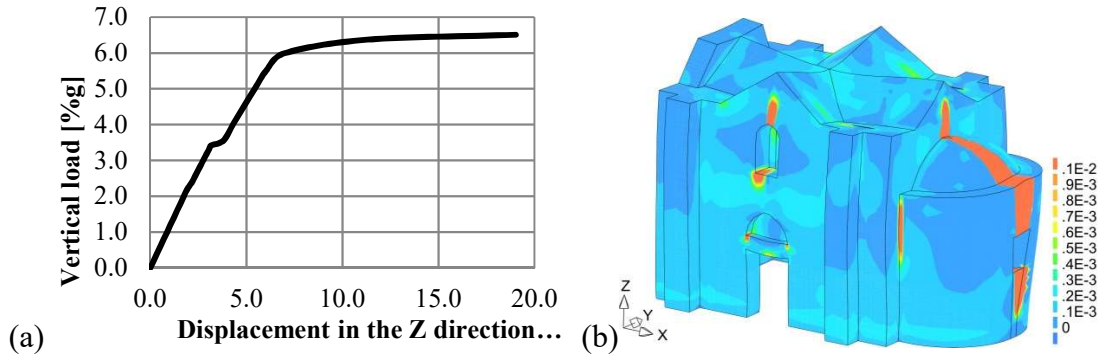 7.0
6.0
5.0
4.0
3.0
2.0
1.0
0.0
Vertical load [%g]
0.0 5.0 10.0 15.0 20.0
Displacement in the Z direction…
(a)
(b)
.1E-2
.9E-3
.8E-3
.7E-3
.6E-3
.5E-3
.4E-3
.3E-3
.2E-3
.1E-3
0
Z
Y
X